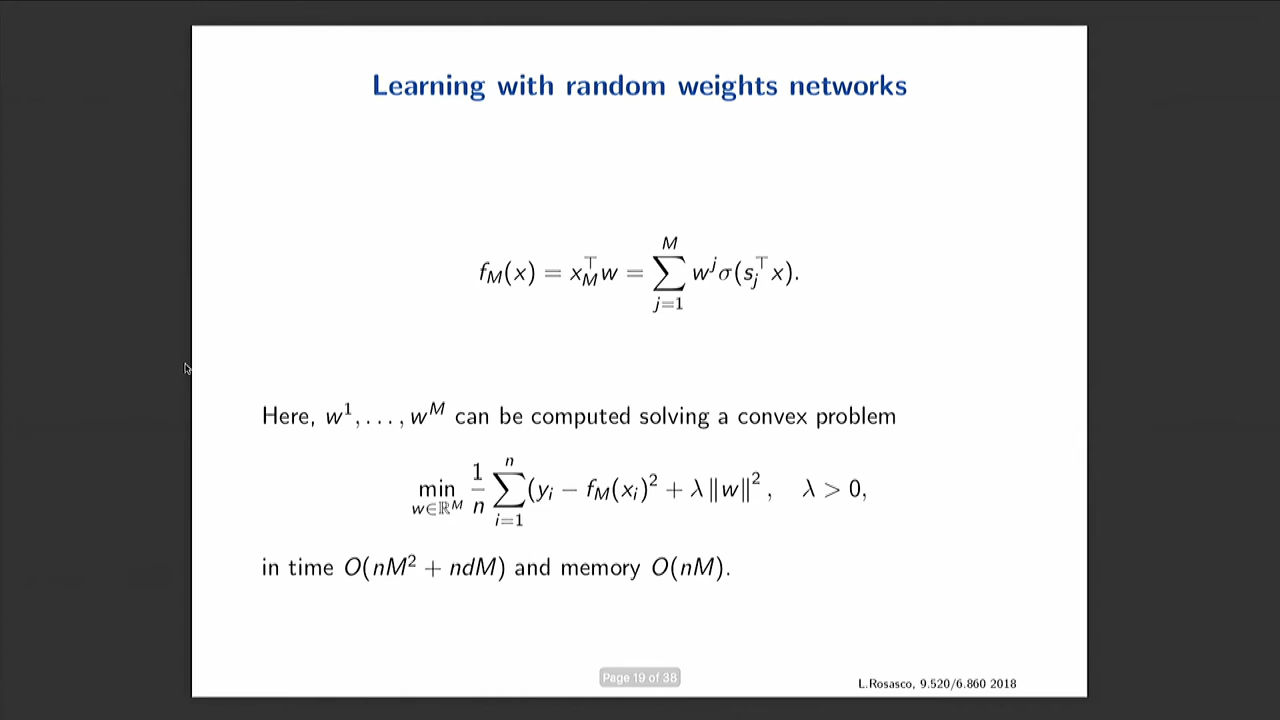 Learning with random weights networks
f_M(x) = x_M^⊤ w = ∑_{j=1}^{M} w^j σ(s_j^⊤ x).
Here, w^1, . . . , w^M can be computed solving a convex problem
min_{w∈ℝ^M} 1/n ∑_{i=1}^{n} (y_i − f_M(x_i)^2 + λ ‖w‖^2 , λ > 0,
in time O(nM^2 + ndM) and memory O(nM).
Page 19 of 38
L.Rosasco, 9.520/6.860 2018